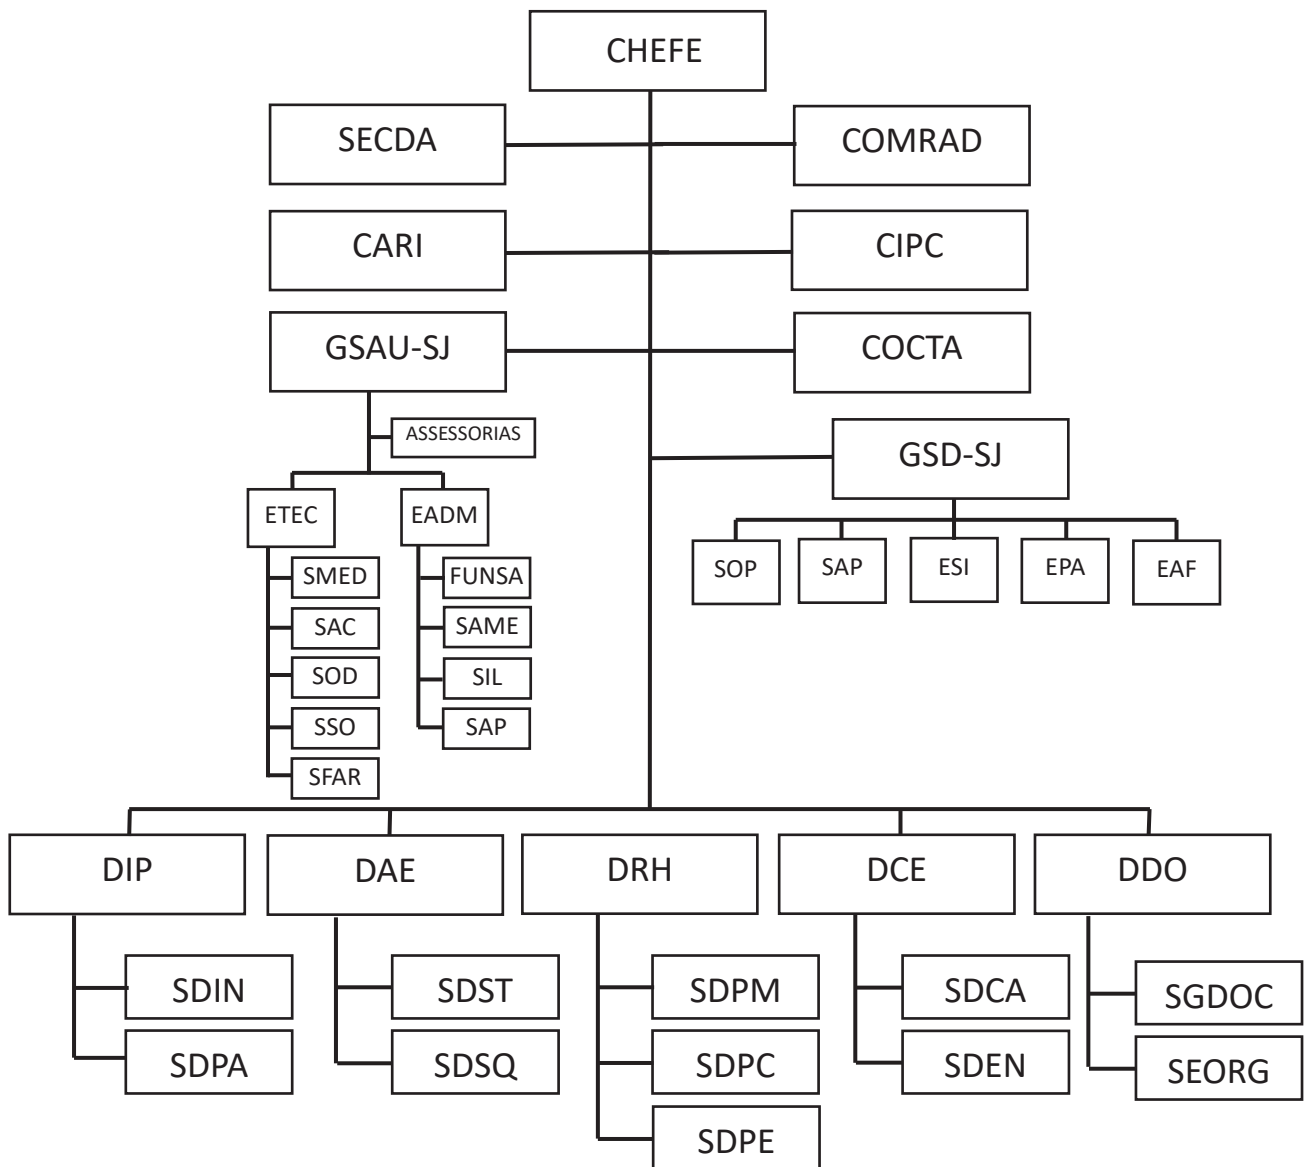 CHEFE
SECDA
COMRAD
CARI
CIPC
GSAU-SJ
COCTA
ASSESSORIAS
GSD-SJ
ETEC
EADM
SOP
SAP
ESI
EPA
EAF
SMED
FUNSA
SAC
SAME
SOD
SIL
SSO
SAP
SFAR
DIP
DAE
DRH
DCE
DDO
SDIN
SDST
SDPM
SDCA
SGDOC
SDPA
SDSQ
SDPC
SDEN
SEORG
SDPE